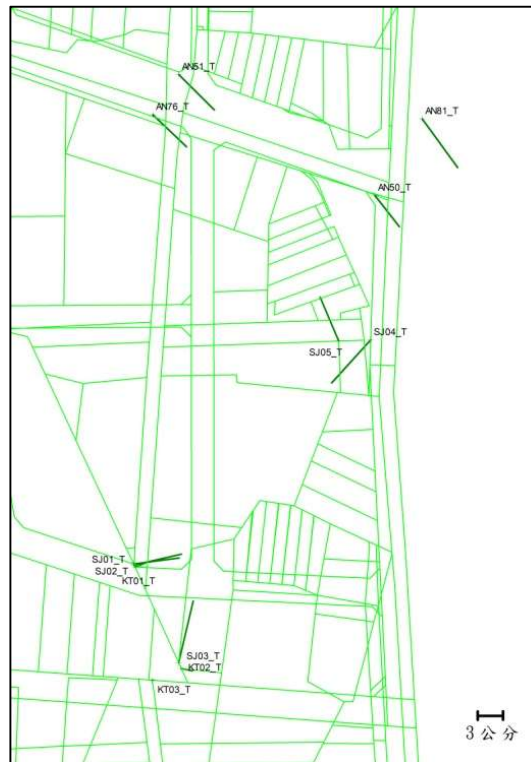 AN51_T
AN76_T
AN81_T
AN50_T
SJ04_T
SJ05_T
SJ01_T
SJ02_T
KT01_T
SJ03_T
KT02_T
KT03_T
3 公 分